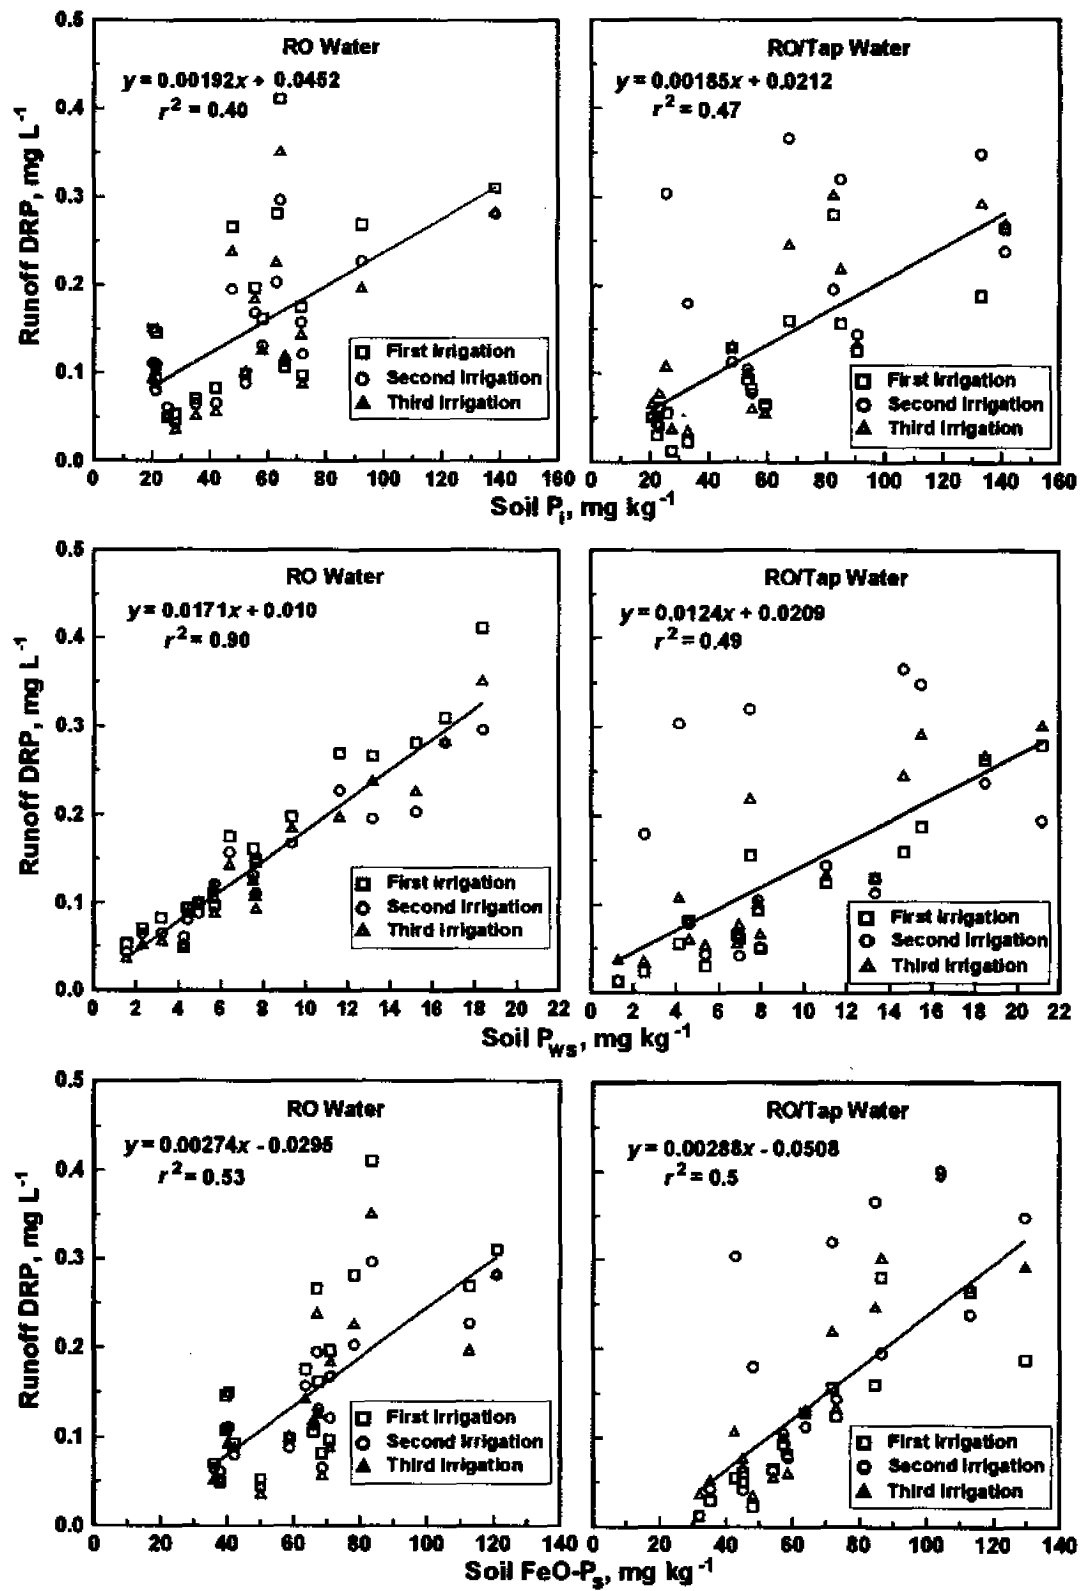 RO Water
y = 0.00192x + 0.0452
r² = 0.40
First Irrigation
Second Irrigation
Third Irrigation
Runoff DRP, mg L⁻¹
0.5
0.4
0.3
0.2
0.1
0.0
0 20 40 60 80 100 120 140 160
RO/Tap Water
y = 0.00185x + 0.0212
r² = 0.47
First Irrigation
Second Irrigation
Third Irrigation
0 20 40 60 80 100 120 140 160
Soil Pi, mg kg⁻¹
RO Water
y = 0.0171x + 0.010
r² = 0.90
First Irrigation
Second Irrigation
Third Irrigation
Runoff DRP, mg L⁻¹
0.5
0.4
0.3
0.2
0.1
0.0
0 2 4 6 8 10 12 14 16 18 20 22
RO/Tap Water
y = 0.0124x + 0.0209
r² = 0.49
First Irrigation
Second Irrigation
Third Irrigation
0 2 4 6 8 10 12 14 16 18 20 22
Soil Pws, mg kg⁻¹
RO Water
y = 0.00274x - 0.0295
r² = 0.53
First Irrigation
Second Irrigation
Third Irrigation
Runoff DRP, mg L⁻¹
0.5
0.4
0.3
0.2
0.1
0.0
0 20 40 60 80 100 120 140
RO/Tap Water
y = 0.00288x - 0.0508
r² = 0.5 9
First Irrigation
Second Irrigation
Third Irrigation
0 20 40 60 80 100 120 140
Soil FeO-Ps, mg kg⁻¹